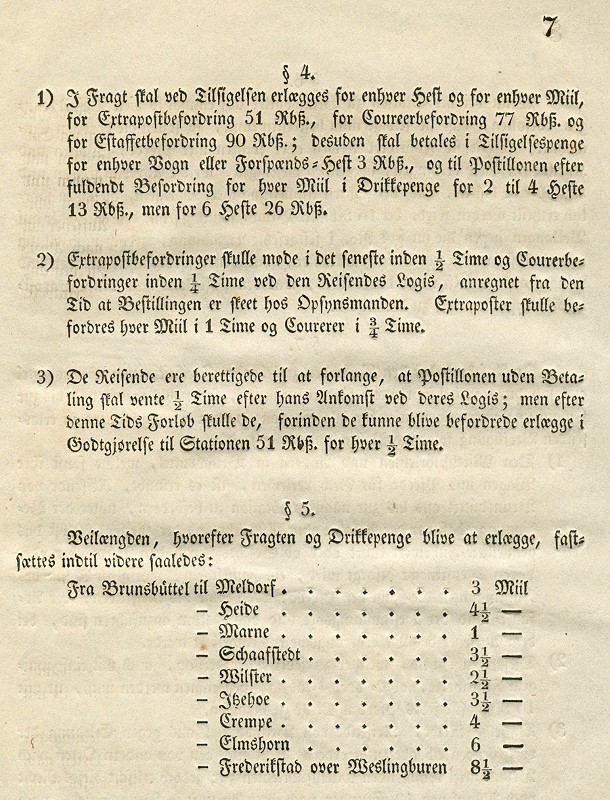 7
§ 4.
1) I Fragt skal ved Tilsigelsen erlægges for enhver Hest og for enhver Miil,
for Extrapostbefordring 51 Rbß., for Coureerbefordring 77 Rbß. og
for Estaffetbefordring 90 Rbß.; desuden skal betales i Tilsigelsespenge
for enhver Vogn eller Forspænds=Hest 3 Rbß., og til Postillonen efter
fuldendt Befordring for hver Miil i Drikkepenge for 2 til 4 Heste
13 Rbß., men for 6 Heste 26 Rbß.
2) Extrapostbefordringer skulle møde i det seneste inden ½ Time og Courerbe=
fordringer inden ¼ Time ved den Reisendes Logis, anregnet fra den
Tid at Bestillingen er skeet hos Opsynsmanden. Extraposter skulle be=
fordres hver Miil i 1 Time og Courerer i ¾ Time.
3) De Reisende ere berettigede til at forlange, at Postillonen uden Beta=
ling skal vente ½ Time efter hans Ankomst ved deres Logis; men efter
denne Tids Forløb skulle de, forinden de kunne blive befordrede erlægge i
Godtgjørelse til Stationen 51 Rbß. for hver ½ Time.
§ 5.
Veilængden, hvorefter Fragten og Drikkepenge blive at erlægge, fast=
sættes indtil videre saaledes:
Fra Brunsbüttel til Meldorf . . . . . . . 3 Miil
– Heide . . . . . . . 4½ —
– Marne . . . . . . . 1 —
– Schaafstedt . . . . . . 3½ —
– Wilster . . . . . . . 2½ —
– Itzehoe . . . . . . . 3½ —
– Crempe . . . . . . . 4 —
– Elmshorn . . . . . . 6 —
– Frederikstad over Weslingburen 8½ —